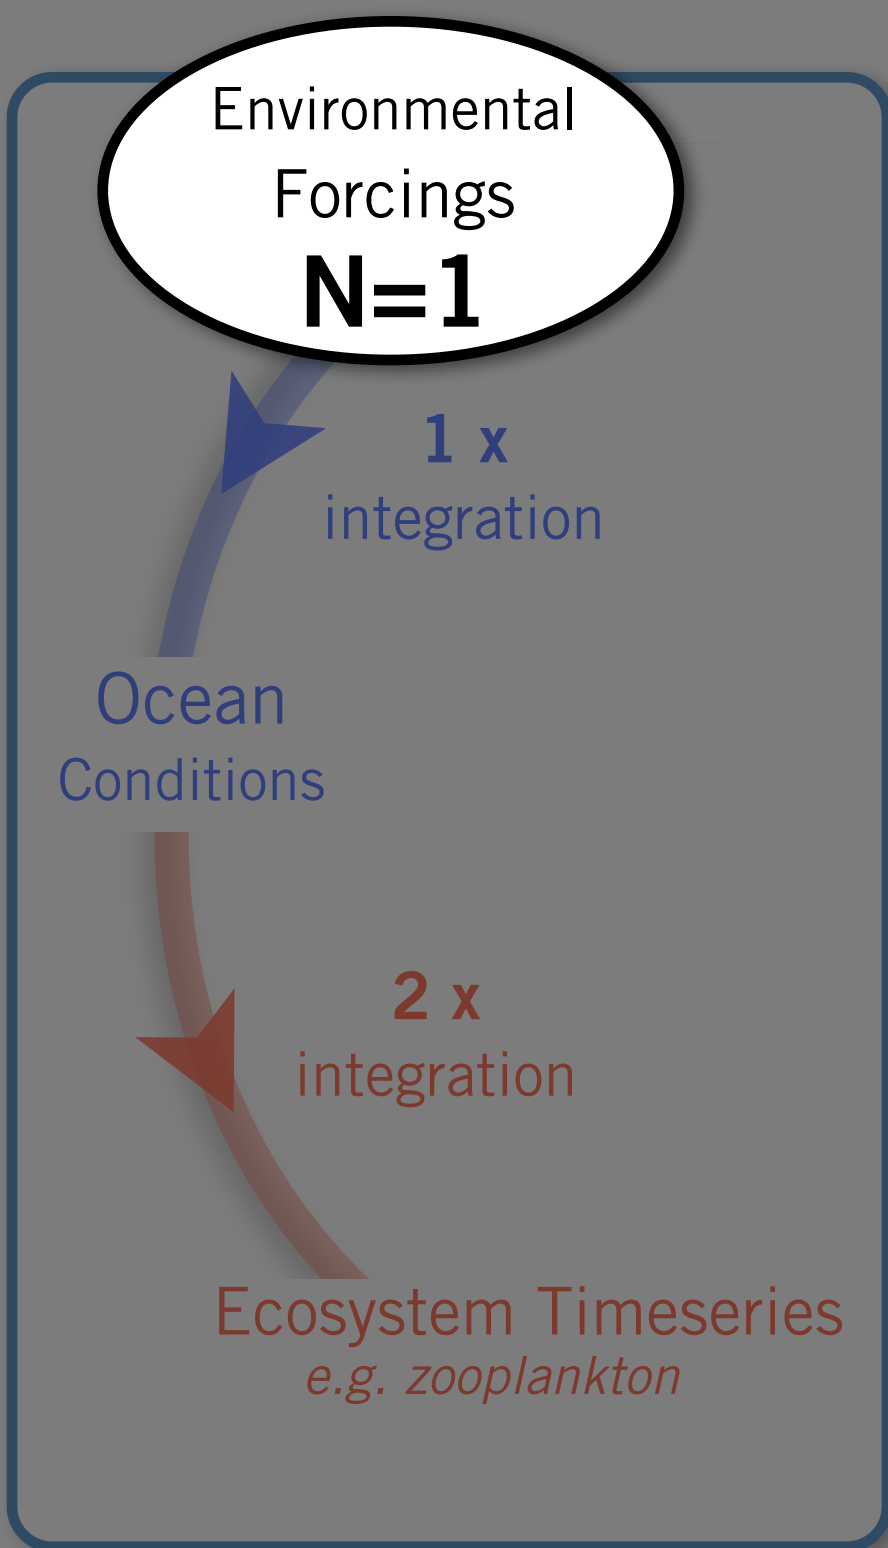 Environmental
Forcings
N=1
1 x
integration
Ocean
Conditions
2 x
integration
Ecosystem Timeseries
e.g. zooplankton